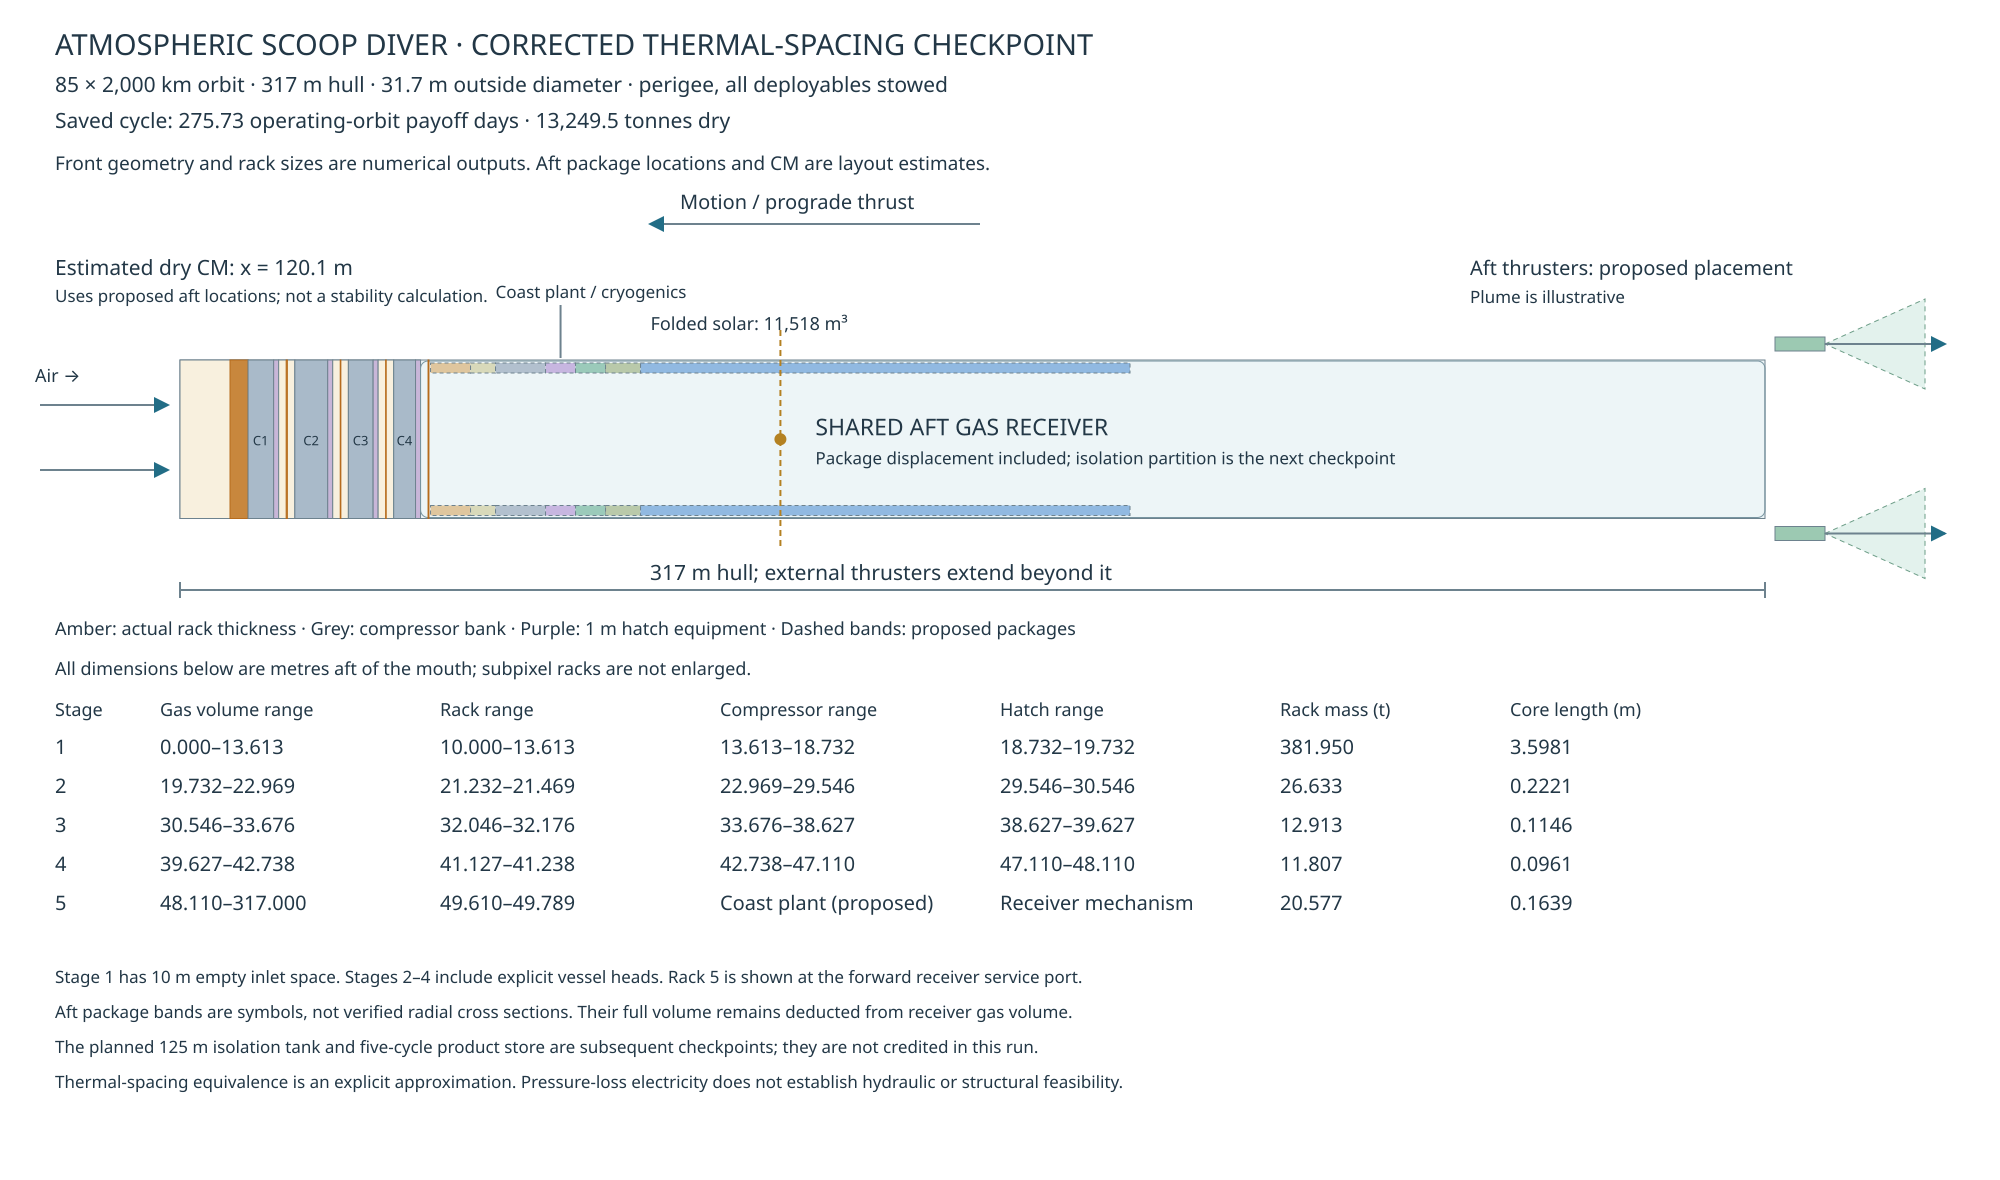 ATMOSPHERIC SCOOP DIVER · CORRECTED THERMAL-SPACING CHECKPOINT
85 × 2,000 km orbit · 317 m hull · 31.7 m outside diameter · perigee, all deployables stowed
Saved cycle: 275.73 operating-orbit payoff days · 13,249.5 tonnes dry
Front geometry and rack sizes are numerical outputs. Aft package locations and CM are layout estimates.
Motion / prograde thrust
Estimated dry CM: x = 120.1 m
Uses proposed aft locations; not a stability calculation.
Coast plant / cryogenics
Folded solar: 11,518 m³
Aft thrusters: proposed placement
Plume is illustrative
Air →
C1 C2 C3 C4
SHARED AFT GAS RECEIVER
Package displacement included; isolation partition is the next checkpoint
317 m hull; external thrusters extend beyond it
Amber: actual rack thickness · Grey: compressor bank · Purple: 1 m hatch equipment · Dashed bands: proposed packages
All dimensions below are metres aft of the mouth; subpixel racks are not enlarged.
Stage Gas volume range Rack range Compressor range Hatch range Rack mass (t) Core length (m)
1 0.000–13.613 10.000–13.613 13.613–18.732 18.732–19.732 381.950 3.5981
2 19.732–22.969 21.232–21.469 22.969–29.546 29.546–30.546 26.633 0.2221
3 30.546–33.676 32.046–32.176 33.676–38.627 38.627–39.627 12.913 0.1146
4 39.627–42.738 41.127–41.238 42.738–47.110 47.110–48.110 11.807 0.0961
5 48.110–317.000 49.610–49.789 Coast plant (proposed) Receiver mechanism 20.577 0.1639
Stage 1 has 10 m empty inlet space. Stages 2–4 include explicit vessel heads. Rack 5 is shown at the forward receiver service port.
Aft package bands are symbols, not verified radial cross sections. Their full volume remains deducted from receiver gas volume.
The planned 125 m isolation tank and five-cycle product store are subsequent checkpoints; they are not credited in this run.
Thermal-spacing equivalence is an explicit approximation. Pressure-loss electricity does not establish hydraulic or structural feasibility.